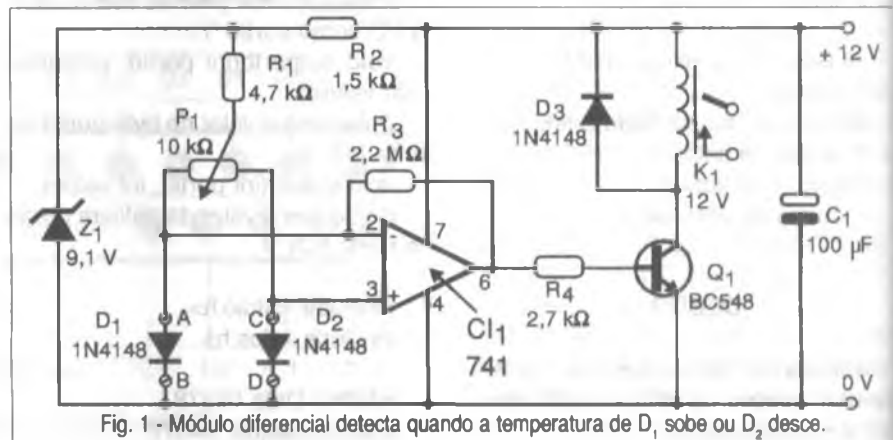 R2
1,5 kΩ
+ 12 V
R1
4,7 kΩ
P1
10 kΩ
R3
2,2 MΩ
D3
1N4148
K1
12 V
C1
100 µF
Z1
9,1 V
2
7
3
+
6
4
CI1
741
R4
2,7 kΩ
Q1
BC548
D1
1N4148
A
B
C
D
D2
1N4148
0 V
Fig. 1 - Módulo diferencial detecta quando a temperatura de D1 sobe ou D2 desce.